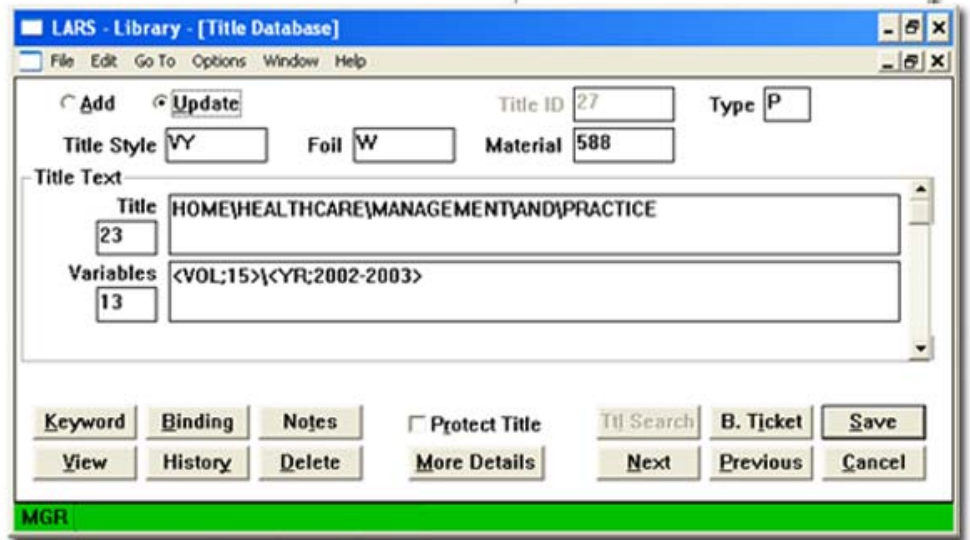 LARS - Library - [Title Database]
File Edit Go To Options Window Help
Add Update Title ID 27 Type P
Title Style VY Foil W Material 588
Title Text
Title HOME\HEALTHCARE\MANAGEMENT\AND\PRACTICE
23
Variables <VOL;15>\<YR;2002-2003>
13
Keyword Binding Notes Protect Title Ttl Search B. Ticket Save
View History Delete More Details Next Previous Cancel
MGR